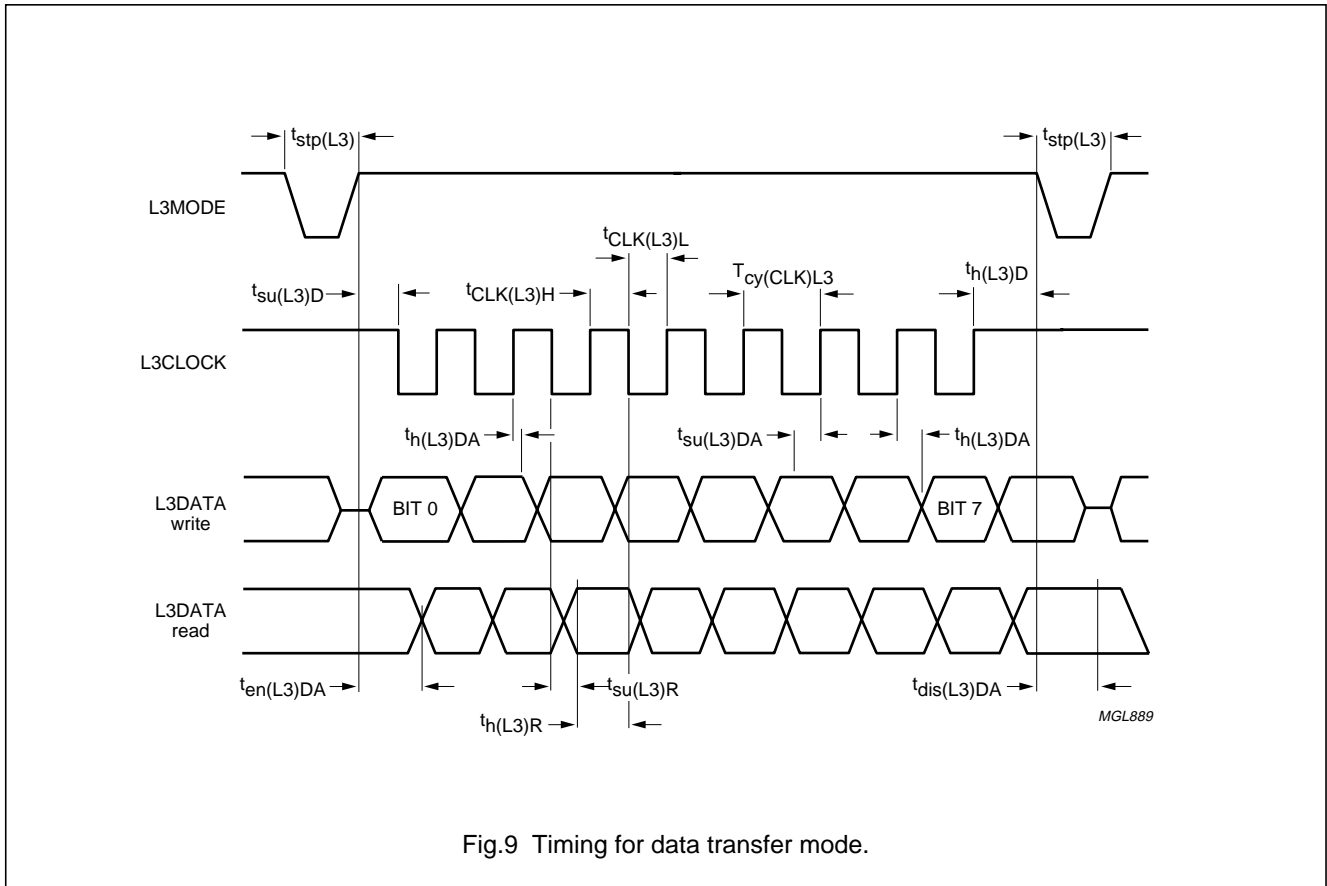 tstp(L3) tstp(L3)
L3MODE
tCLK(L3)L
tsu(L3)D tCLK(L3)H Tcy(CLK)L3 th(L3)D
L3CLOCK
th(L3)DA tsu(L3)DA th(L3)DA
L3DATA
write
BIT 0 BIT 7
L3DATA
read
ten(L3)DA tsu(L3)R tdis(L3)DA
th(L3)R
MGL889
Fig.9 Timing for data transfer mode.